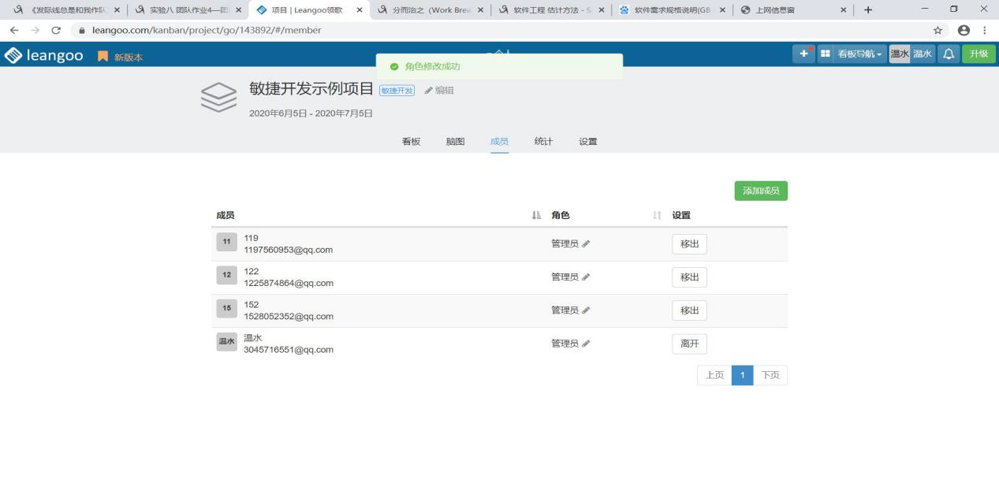 《发际线总是和我作队
实验八 团队作业4—团
项目 | Leangoo领歌
分而治之（Work Brea
软件工程 估计方法 - S
软件需求规格说明(GB
上网信息窗
leangoo.com/kanban/project/go/143892/#/member
leangoo 新版本
看板导航 温水 温水 升级
角色修改成功
敏捷开发示例项目 敏捷开发 编辑
2020年6月5日 - 2020年7月5日
看板 脑图 成员 统计 设置
添加成员
成员 角色 设置
11 119 管理员 移出
1197560953@qq.com
12 122 管理员 移出
1225874864@qq.com
15 152 管理员 移出
1528052352@qq.com
温水 温水 管理员 离开
3045716551@qq.com
上页 1 下页